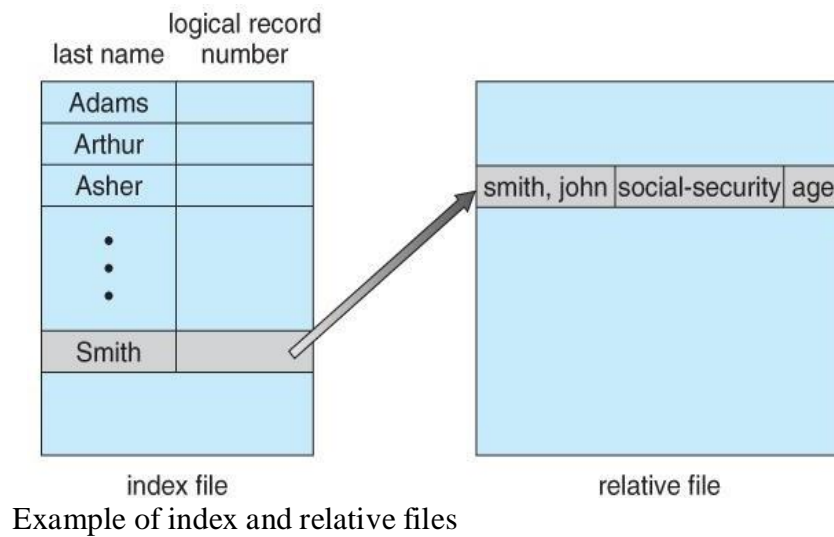 logical record
last name number
Adams
Arthur
Asher
Smith
smith, john social-security age
index file
relative file
Example of index and relative files